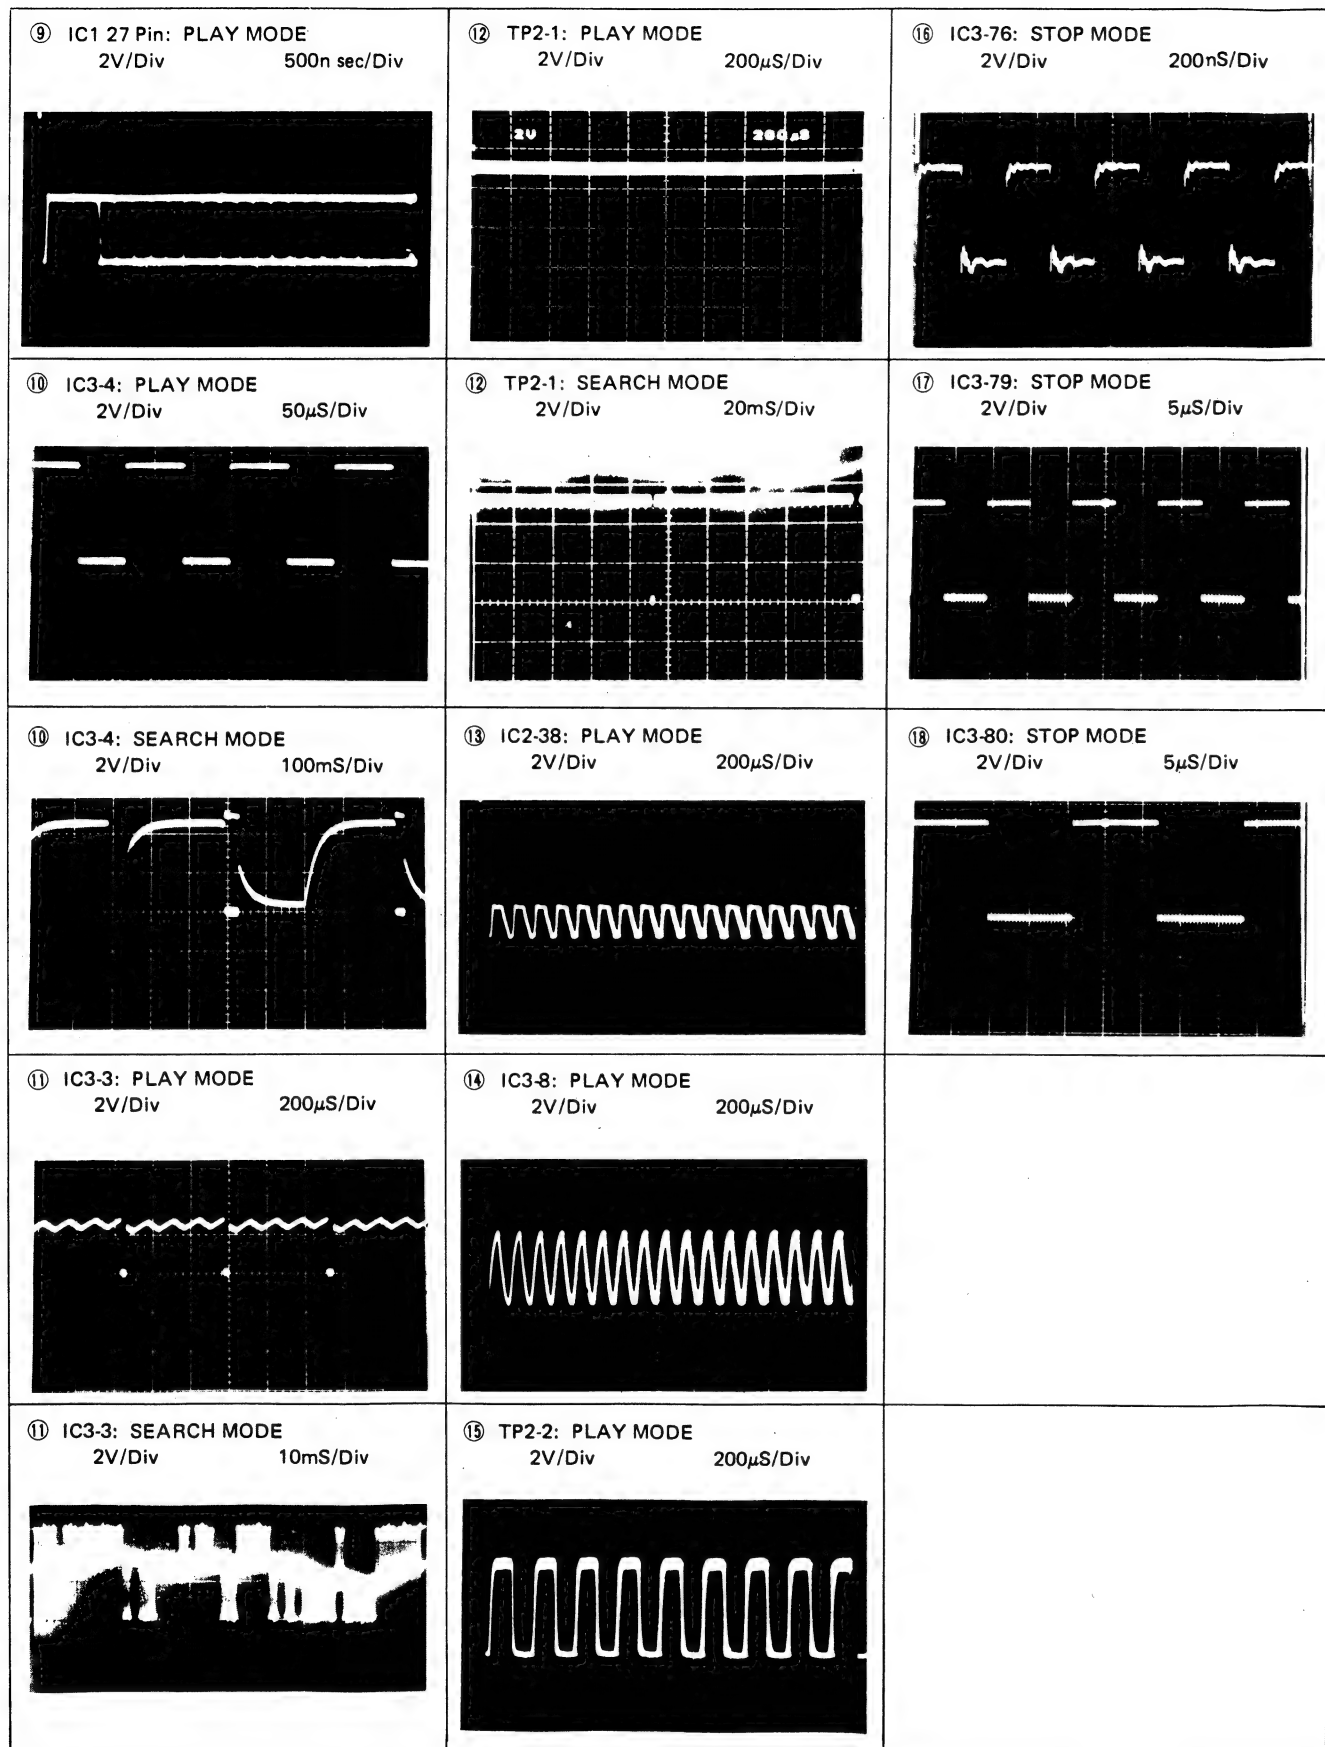 ⑨ IC1 27 Pin: PLAY MODE
2V/Div 500n sec/Div
⑩ IC3-4: PLAY MODE
2V/Div 50µS/Div
⑩ IC3-4: SEARCH MODE
2V/Div 100mS/Div
⑪ IC3-3: PLAY MODE
2V/Div 200µS/Div
⑪ IC3-3: SEARCH MODE
2V/Div 10mS/Div
⑫ TP2-1: PLAY MODE
2V/Div 200µS/Div
2V 200µS
⑫ TP2-1: SEARCH MODE
2V/Div 20mS/Div
⑬ IC2-38: PLAY MODE
2V/Div 200µS/Div
⑭ IC3-8: PLAY MODE
2V/Div 200µS/Div
⑮ TP2-2: PLAY MODE
2V/Div 200µS/Div
⑯ IC3-76: STOP MODE
2V/Div 200nS/Div
⑰ IC3-79: STOP MODE
2V/Div 5µS/Div
⑱ IC3-80: STOP MODE
2V/Div 5µS/Div